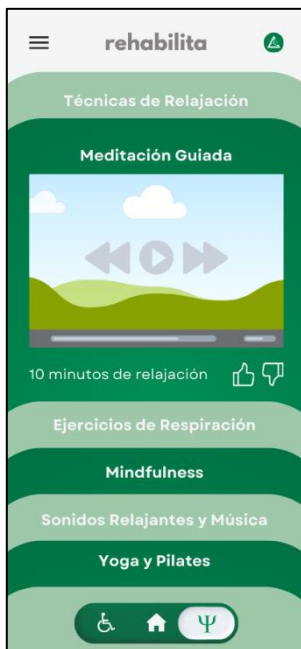 rehabilita
Técnicas de Relajación
Meditación Guiada
10 minutos de relajación
Ejercicios de Respiración
Mindfulness
Sonidos Relajantes y Música
Yoga y Pilates
Ψ